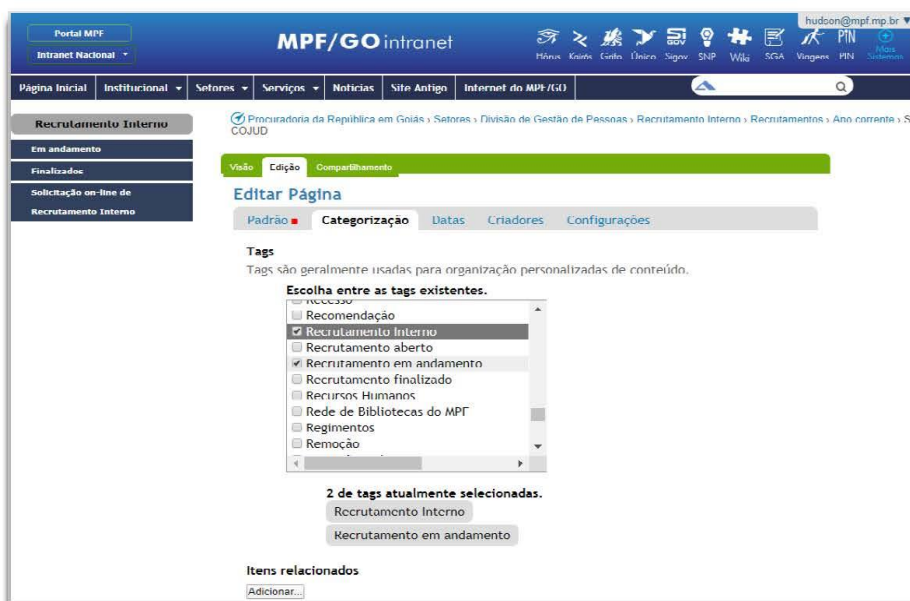 Portal MPF
Intranet Nacional
MPF/GO intranet
hudson@mpf.mp.br
Hórus Kairós Grifo Único Sigov SNP Wiki SGA Viagens PIN Mais Sistemas
Página Inicial Institucional Setores Serviços Notícias Site Antigo Internet do MPF/GO
Recrutamento Interno
Em andamento
Finalizados
Solicitação on-line de
Recrutamento Interno
Procuradoria da República em Goiás › Setores › Divisão de Gestão de Pessoas › Recrutamento Interno › Recrutamentos › Ano corrente › S
COJUD
Visão Edição Compartilhamento
Editar Página
Padrão Categorização Datas Criadores Configurações
Tags
Tags são geralmente usadas para organização personalizadas de conteúdo.
Escolha entre as tags existentes.
Recesso
Recomendação
Recrutamento Interno
Recrutamento aberto
Recrutamento em andamento
Recrutamento finalizado
Recursos Humanos
Rede de Bibliotecas do MPF
Regimentos
Remoção
2 de tags atualmente selecionadas.
Recrutamento Interno
Recrutamento em andamento
Itens relacionados
Adicionar...